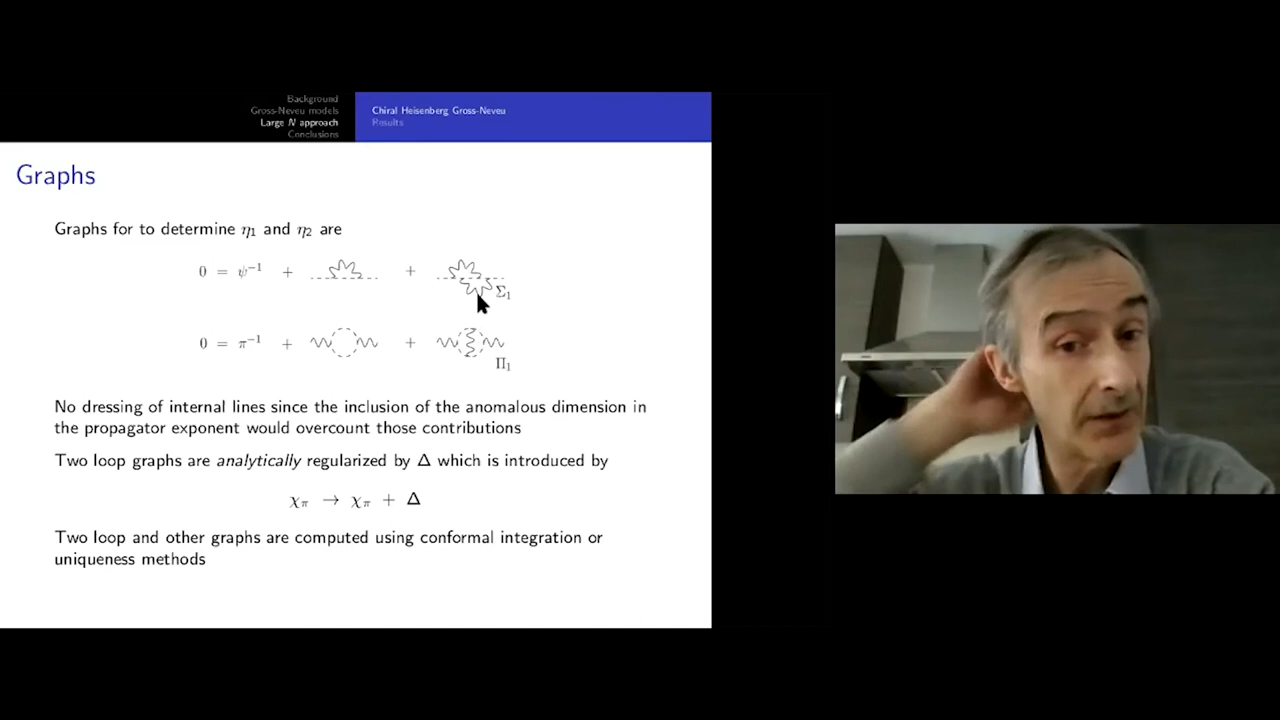 Background
Gross-Neveu models
Large N approach
Conclusions
Chiral Heisenberg Gross-Neveu
Results
Graphs
Graphs for to determine η₁ and η₂ are
0 = ψ⁻¹ + +
Σ₁
0 = π⁻¹ + +
Π₁
No dressing of internal lines since the inclusion of the anomalous dimension in
the propagator exponent would overcount those contributions
Two loop graphs are analytically regularized by Δ which is introduced by
χπ → χπ + Δ
Two loop and other graphs are computed using conformal integration or
uniqueness methods